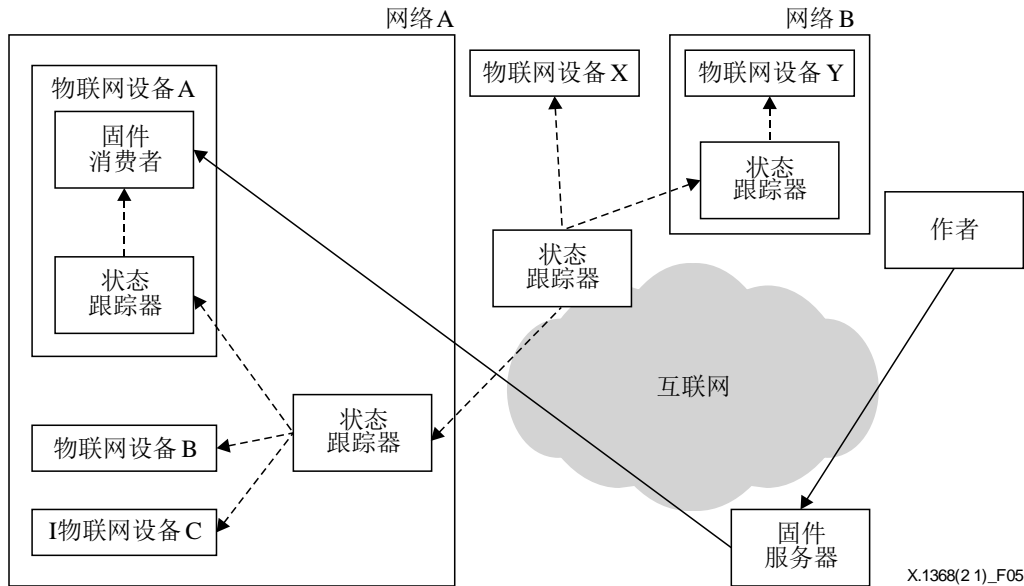 网络A
网络 B
物联网设备A
固件
消费者
状态
跟踪器
状态
跟踪器
物联网设备B
I物联网设备C
物联网设备X
物联网设备 Y
状态
跟踪器
状态
跟踪器
作者
互联网
固件
服务器
X.1368(2 1)_F05